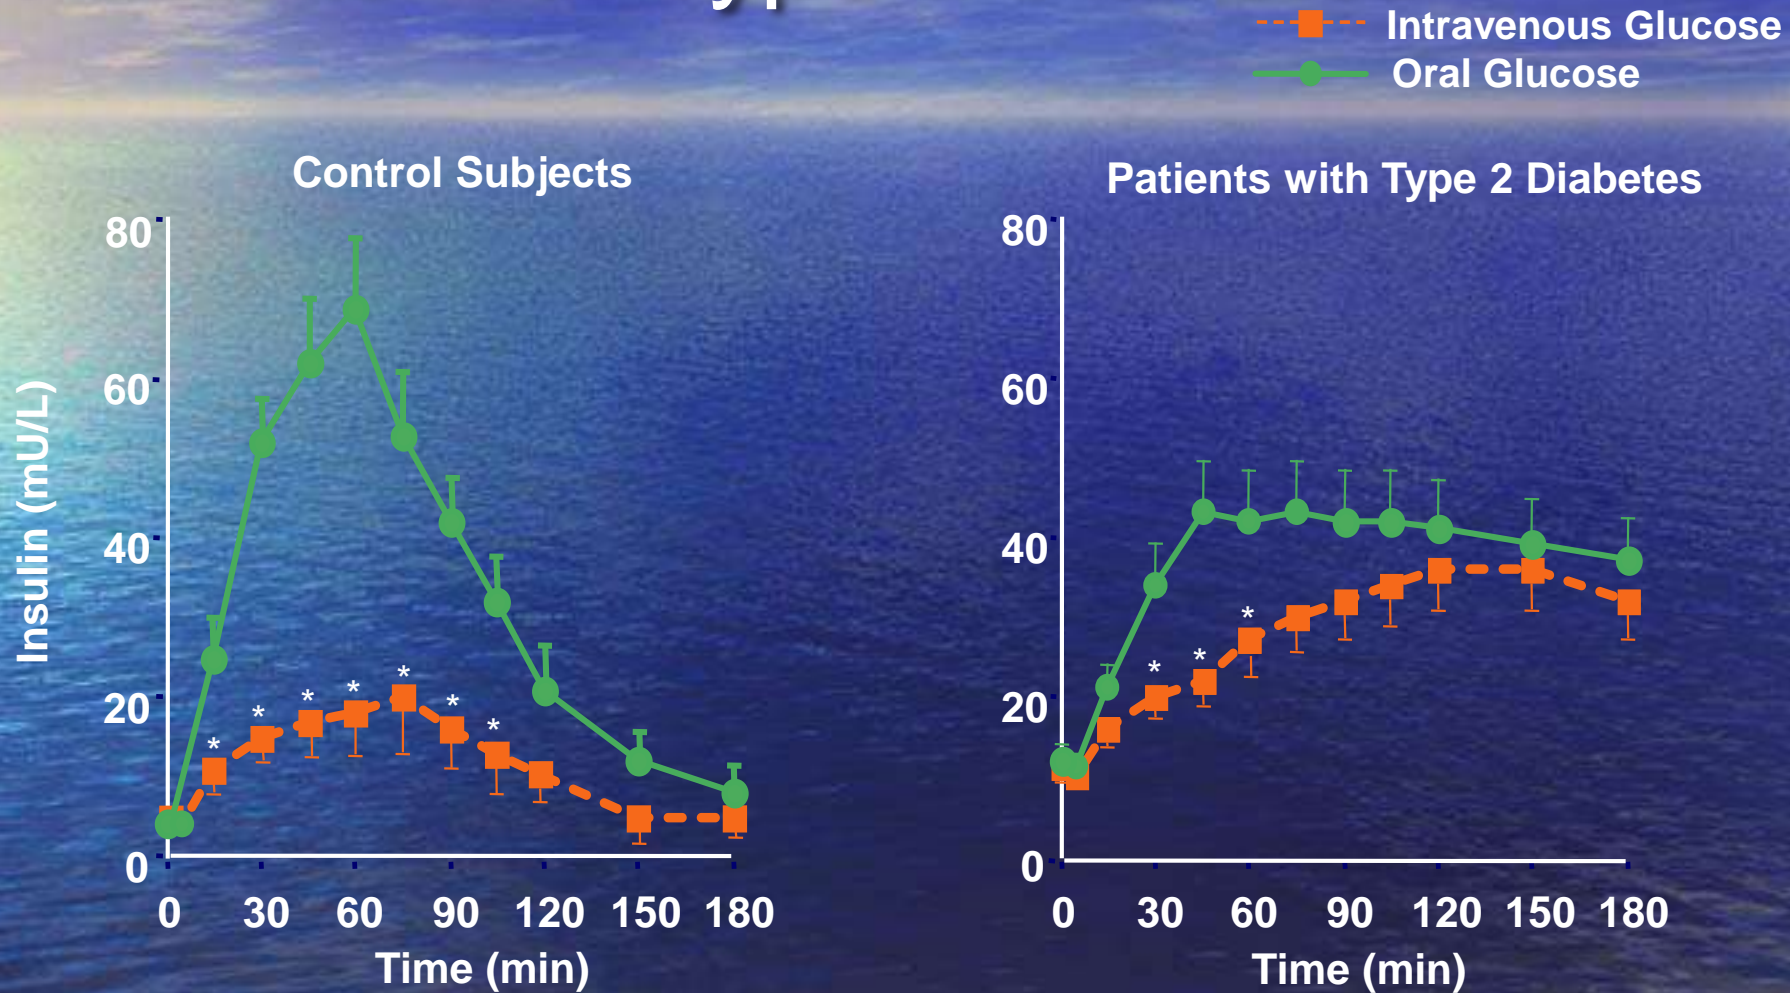 Intravenous Glucose
Oral Glucose
Control Subjects
Patients with Type 2 Diabetes
Insulin (mU/L)
80
60
40
20
0
* * * * * * *
0 30 60 90 120 150 180
Time (min)
80
60
40
20
0
* * *
0 30 60 90 120 150 180
Time (min)